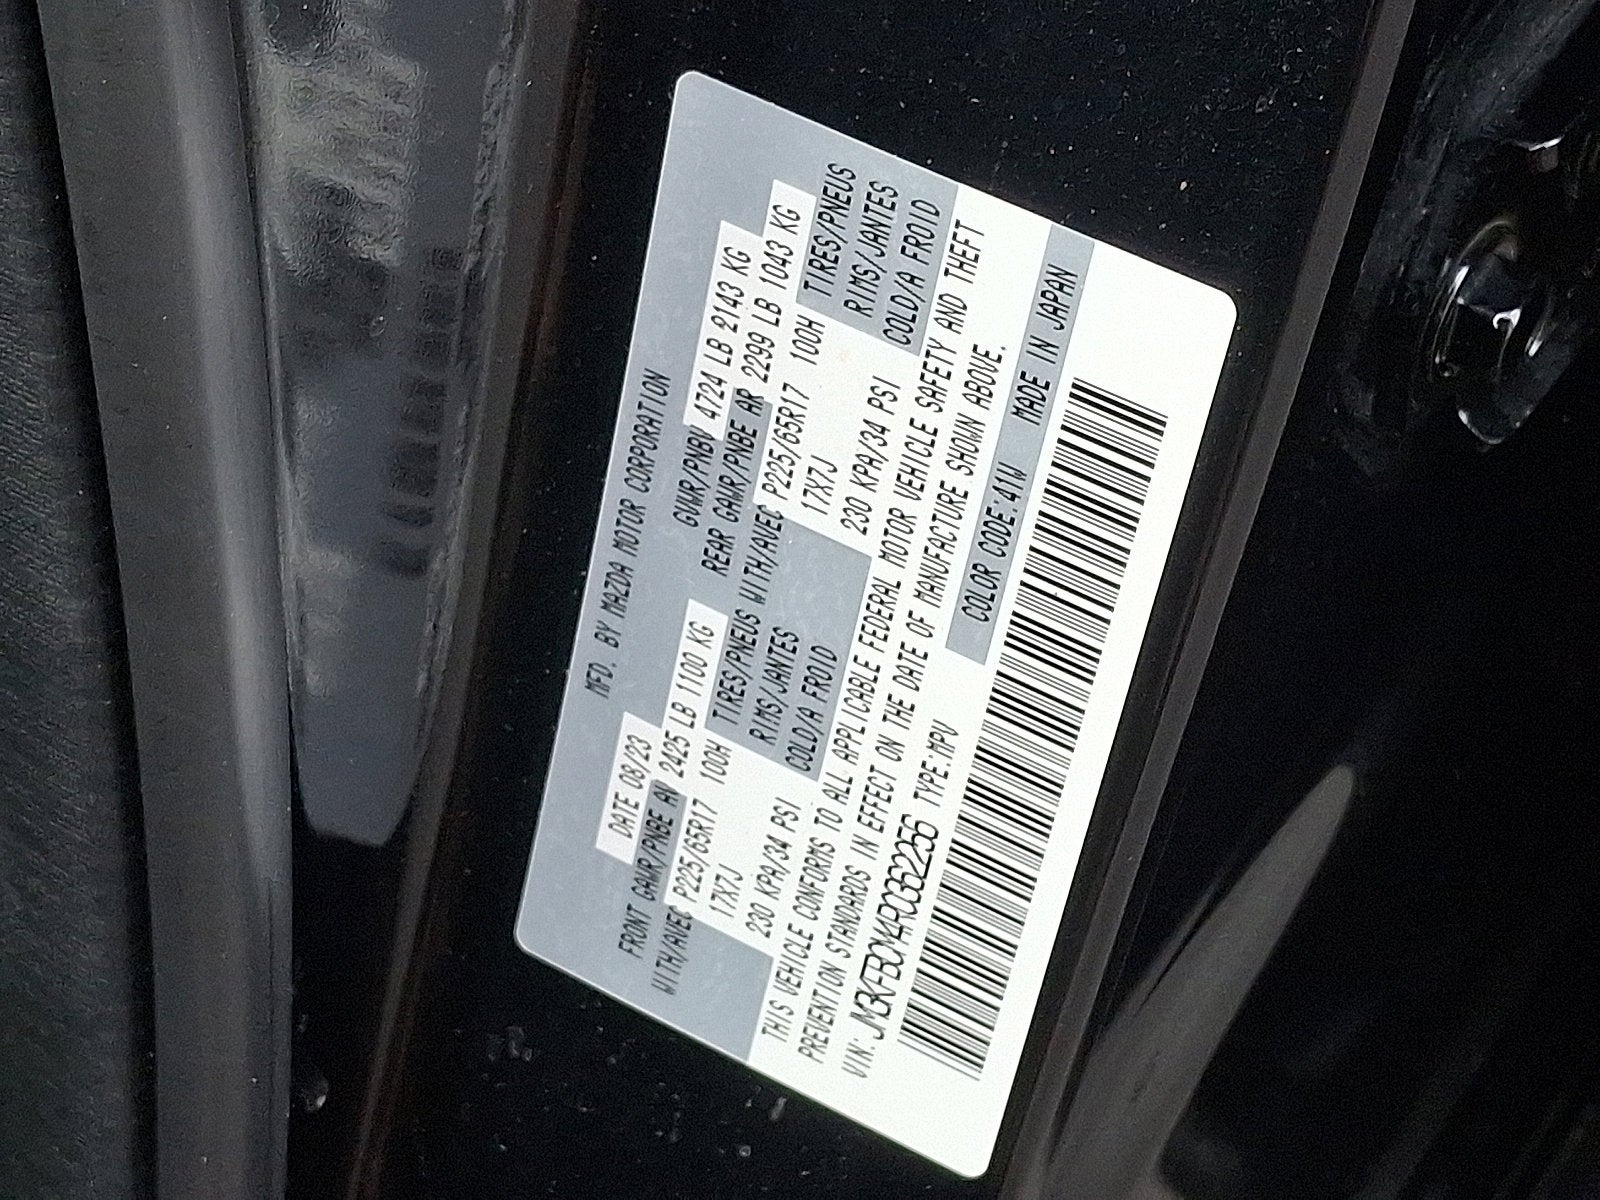 MFD. BY MAZDA MOTOR CORPORATION
DATE 08/23 GVWR/PNBV 4724 LB 2143 KG
FRONT GAWR/PNBE AV 2425 LB 1100 KG REAR GAWR/PNBE AR 2299 LB 1043 KG
WITH/AVEC P225/65R17 100H TIRES/PNEUS WITH/AVEC P225/65R17 100H TIRES/PNEUS
17X7J RIMS/JANTES 17X7J RIMS/JANTES
230 KPA/34 PSI COLD/A FROID 230 KPA/34 PSI COLD/A FROID
THIS VEHICLE CONFORMS TO ALL APPLICABLE FEDERAL MOTOR VEHICLE SAFETY AND THEFT
PREVENTION STANDARDS IN EFFECT ON THE DATE OF MANUFACTURE SHOWN ABOVE.
VIN: TYPE:MPV COLOR CODE:41W MADE IN JAPAN